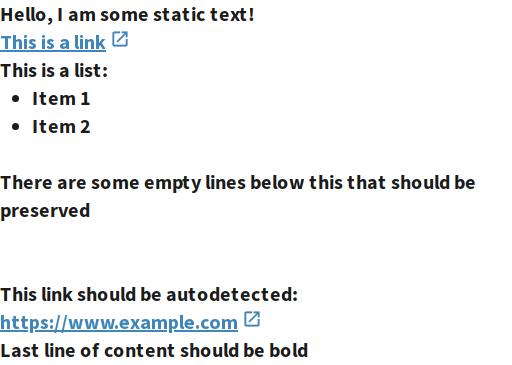 Hello, I am some static text!
This is a link
This is a list:
• Item 1
• Item 2
There are some empty lines below this that should be
preserved
This link should be autodetected:
https://www.example.com
Last line of content should be bold